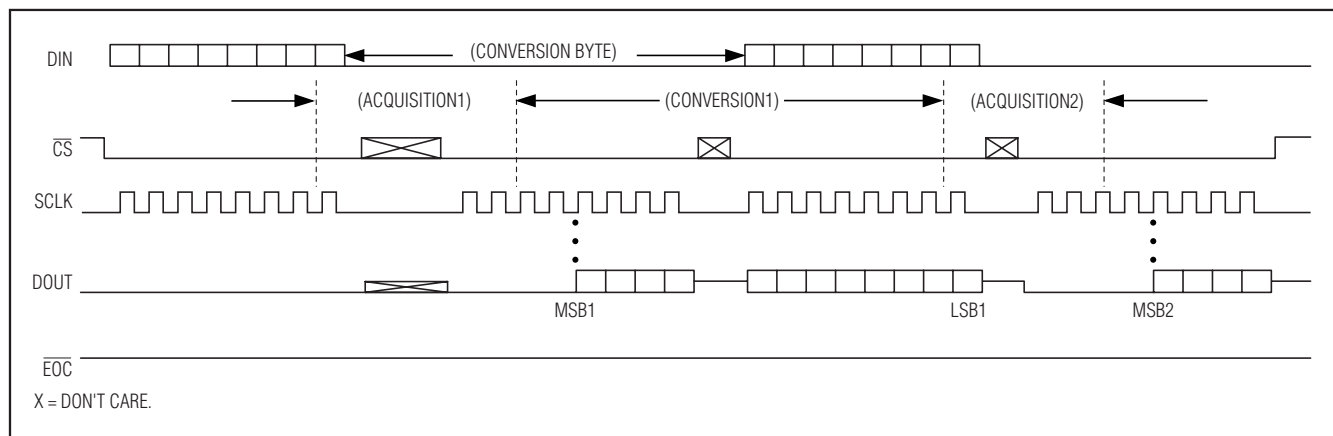 DIN
(CONVERSION BYTE)
(ACQUISITION1)
(CONVERSION1)
(ACQUISITION2)
CS
SCLK
DOUT
MSB1
LSB1
MSB2
EOC
X = DON'T CARE.